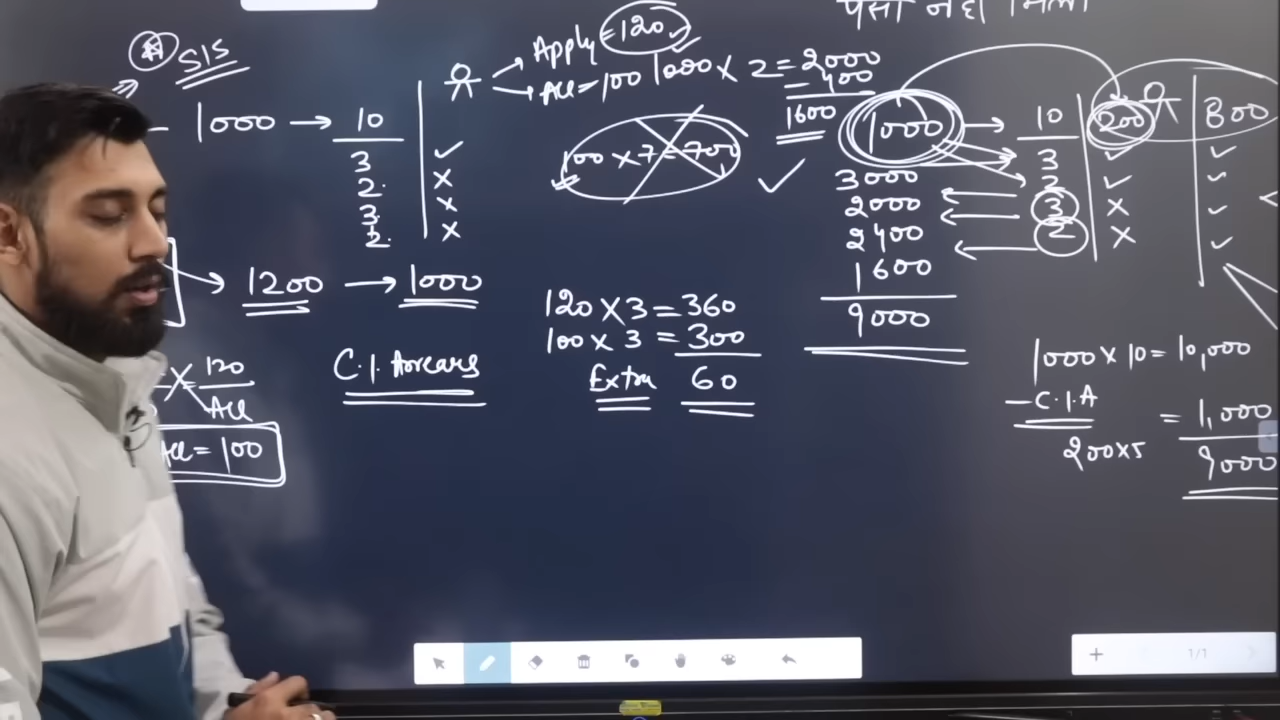 SIS
Apply = 120
All = 100
1000 × 2 = 2000
- 400
1600
1000 → 10
3 ✓
2 ×
3 ×
2 ×
100 × 7 = 700
✓
1000 → 10 200 800
3 ✓ ✓
2 ✓ ✓
3 × ✓
2 × ✓
3000
2000
2400
1600
9000
1200 → 1000
120 × 3 = 360
100 × 3 = 300
Extra 60
C.I. Arrears
× = 120
All
All = 100
1000 × 10 = 10,000
- C.I.A = 1,000
200×5
9000
1/1